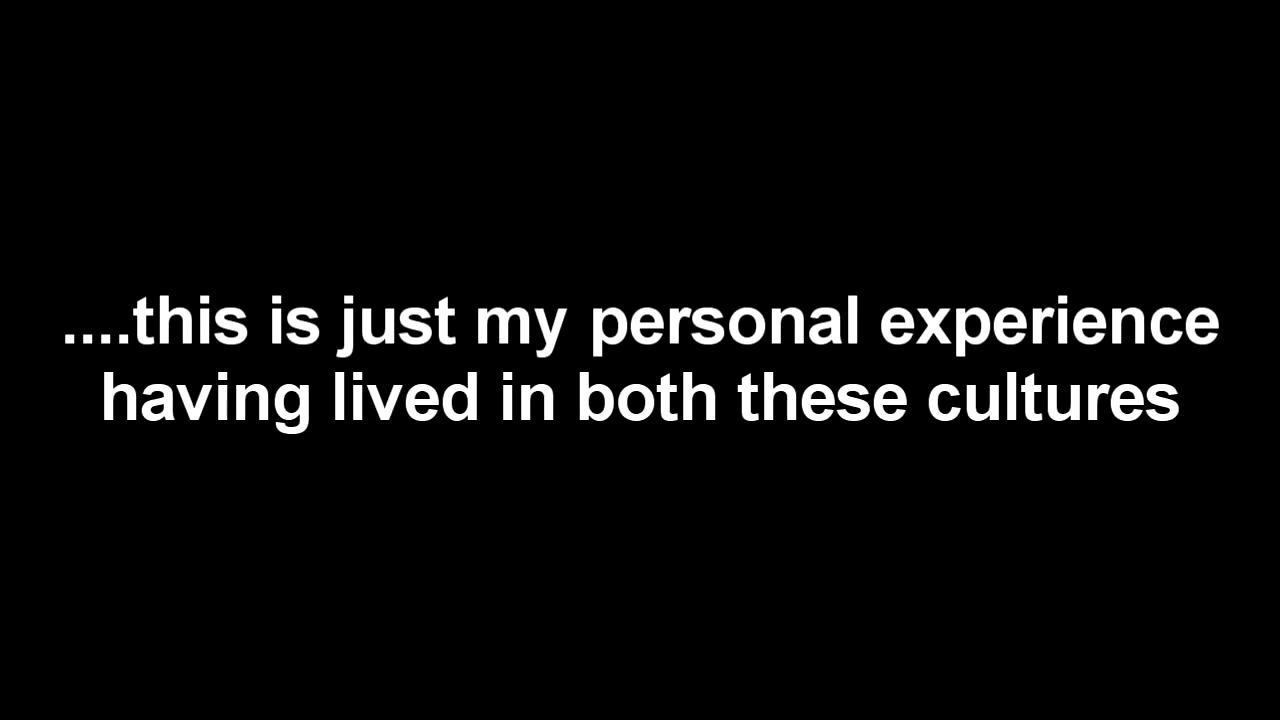 ....this is just my personal experience
having lived in both these cultures